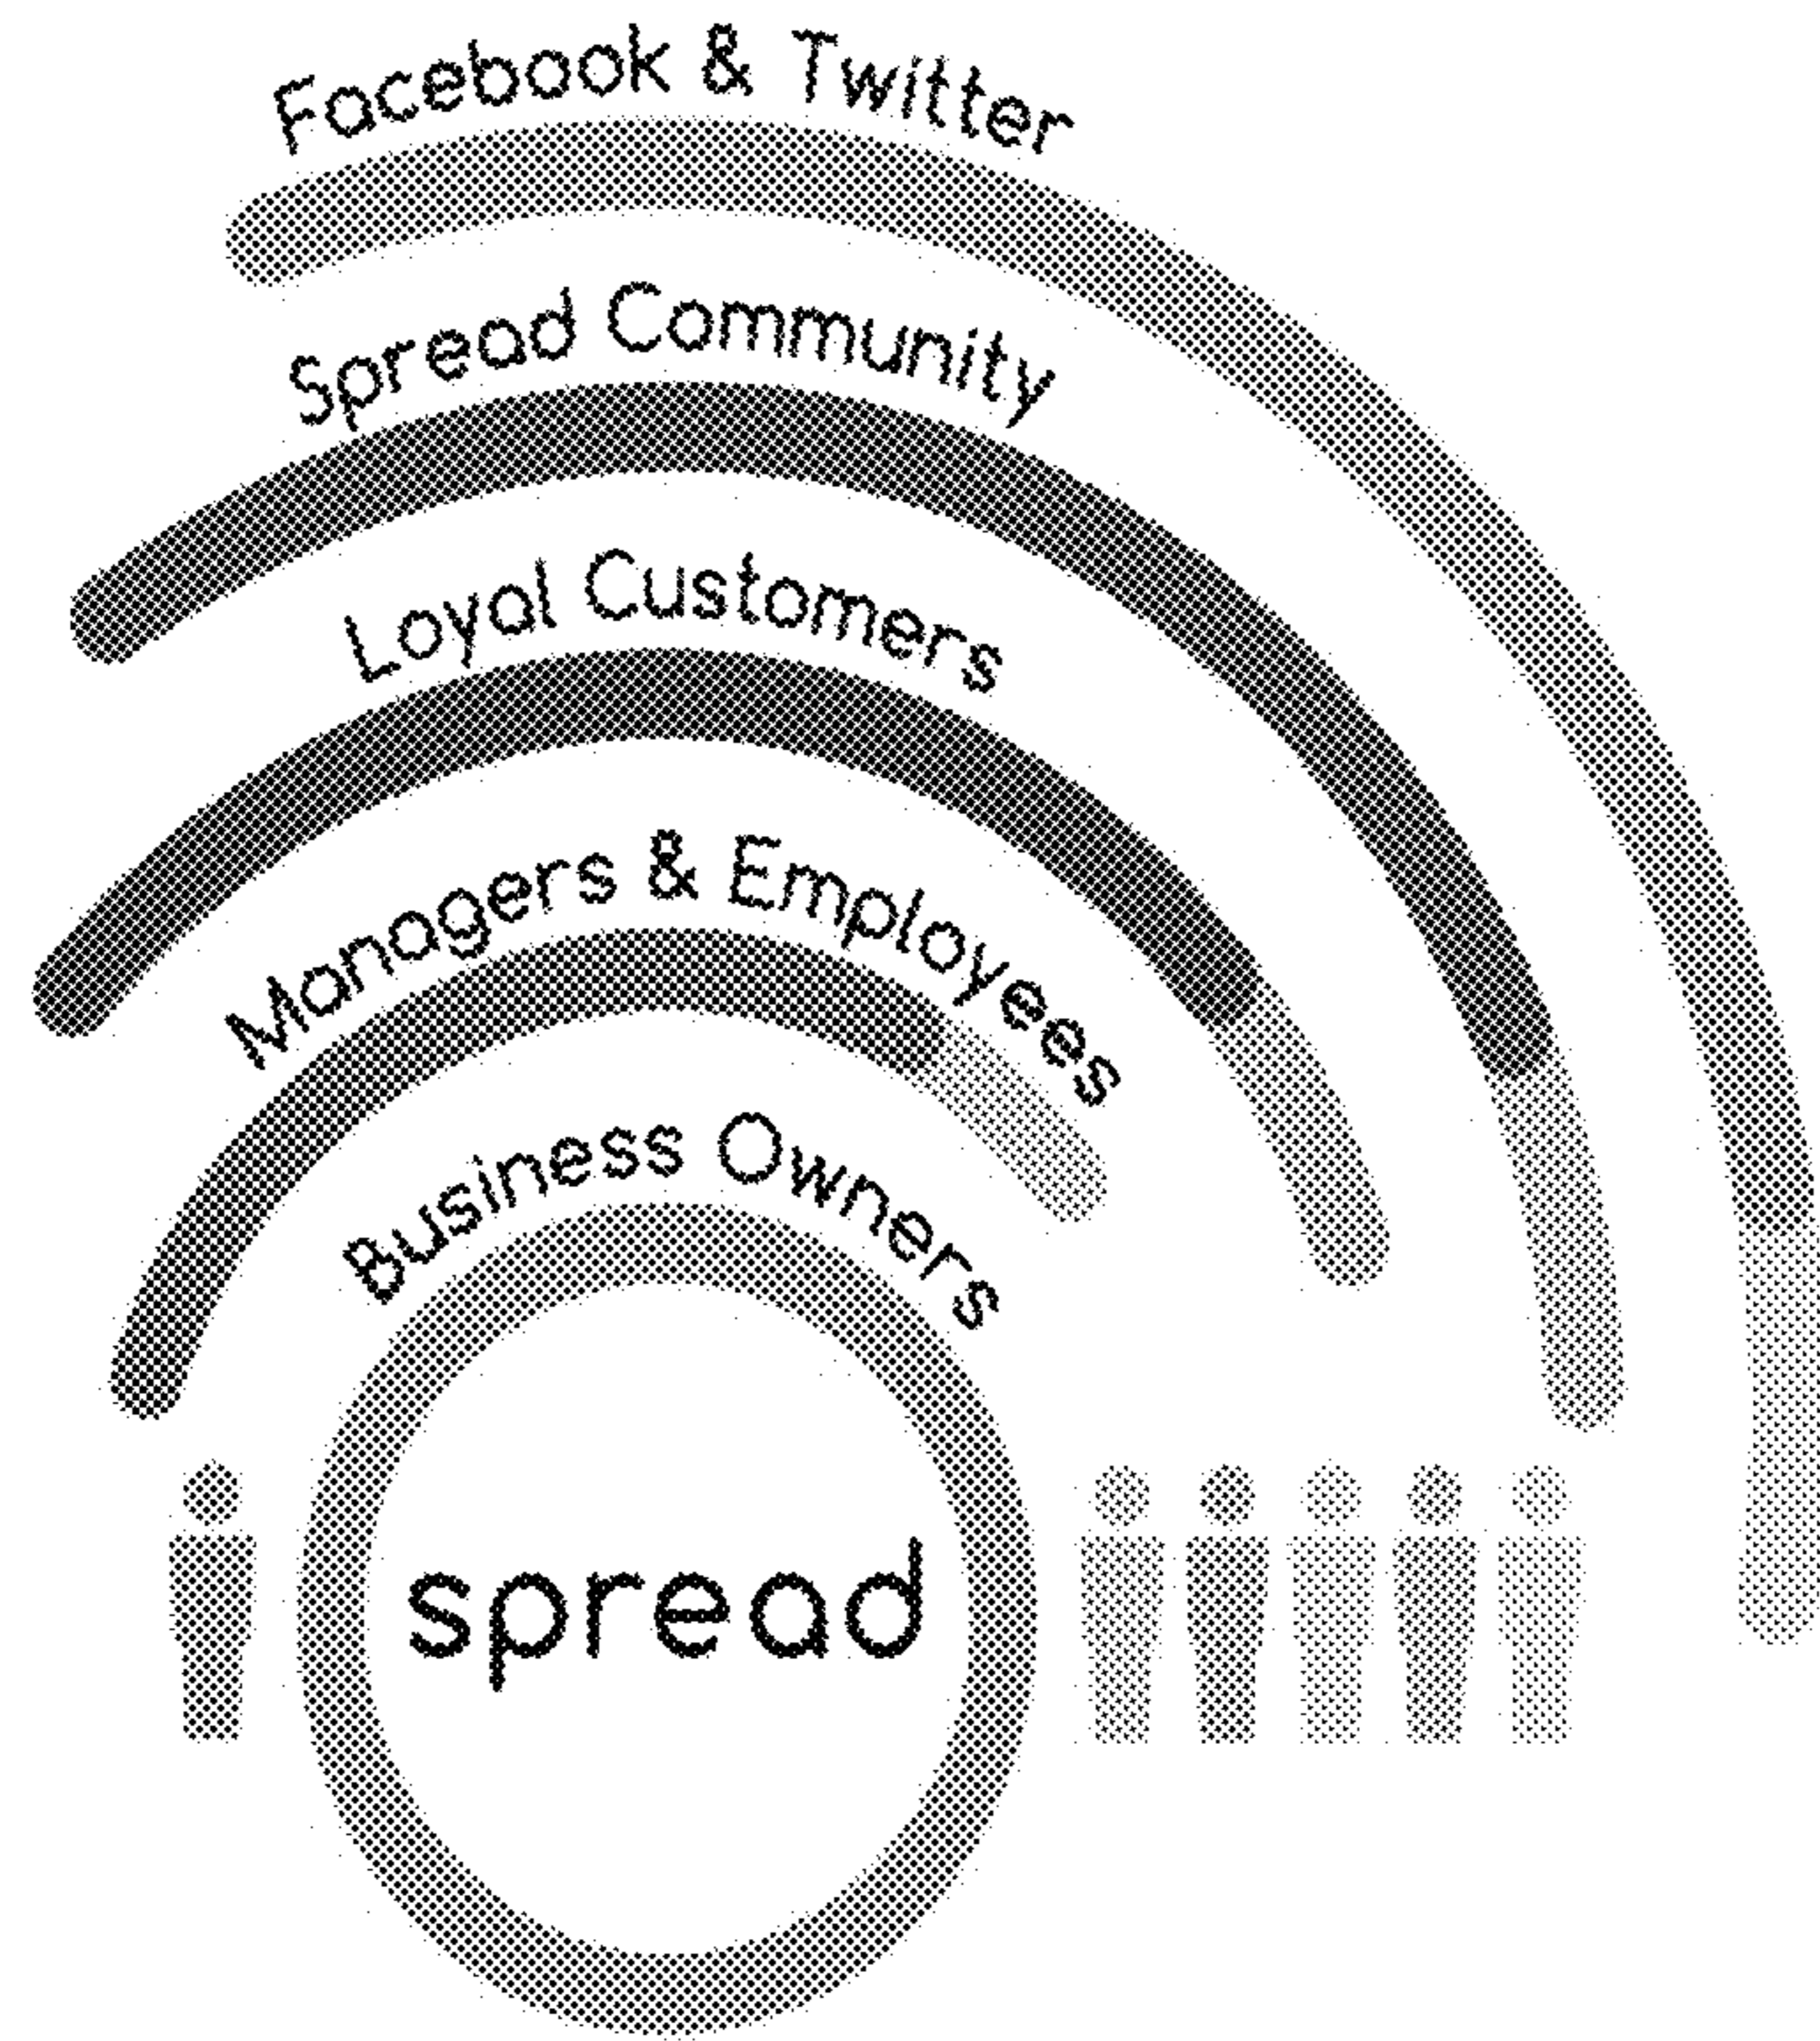 Facebook & Twitter
Spread Community
Loyal Customers
Managers & Employees
Business Owners
spread